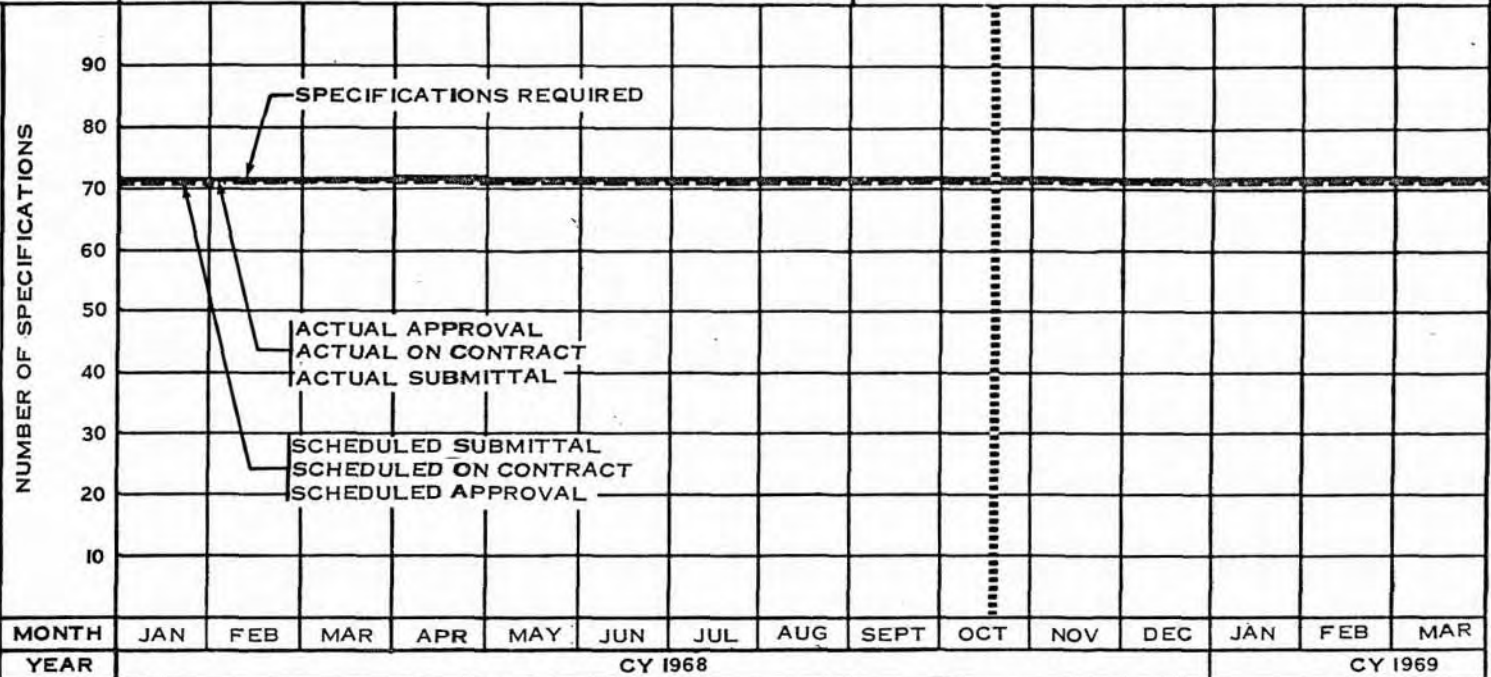 NUMBER OF SPECIFICATIONS
90
80
70
60
50
40
30
20
10
SPECIFICATIONS REQUIRED
ACTUAL APPROVAL
ACTUAL ON CONTRACT
ACTUAL SUBMITTAL
SCHEDULED SUBMITTAL
SCHEDULED ON CONTRACT
SCHEDULED APPROVAL
MONTH JAN FEB MAR APR MAY JUN JUL AUG SEPT OCT NOV DEC JAN FEB MAR
YEAR CY 1968 CY 1969